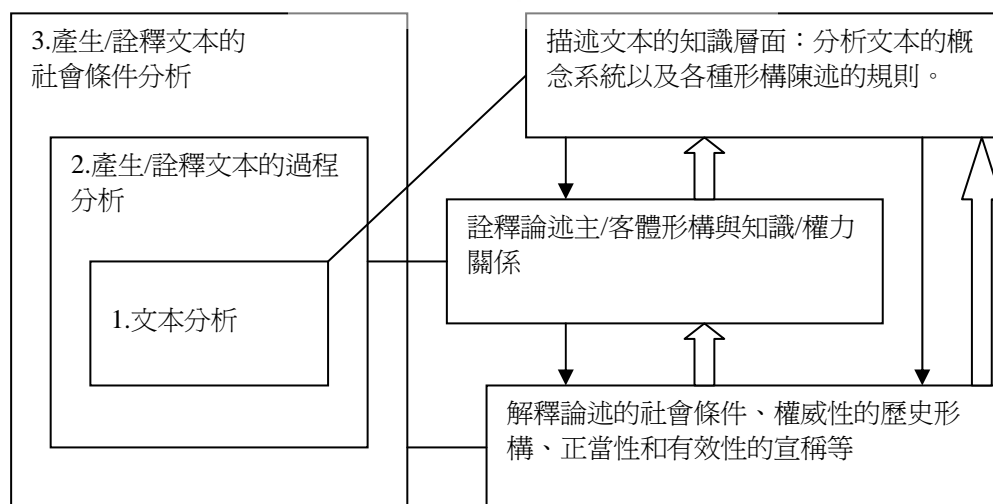 3.產生/詮釋文本的
社會條件分析
2.產生/詮釋文本的過程
分析
1.文本分析
描述文本的知識層面：分析文本的概
念系統以及各種形構陳述的規則。
詮釋論述主/客體形構與知識/權力
關係
解釋論述的社會條件、權威性的歷史形
構、正當性和有效性的宣稱等